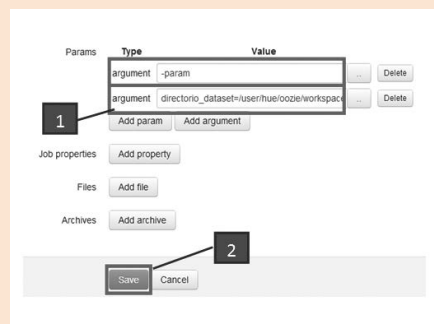 Params Type Value
argument -param .. Delete
argument directorio_dataset=/user/hue/oozie/workspac .. Delete
1
Add param Add argument
Job properties Add property
Files Add file
Archives Add archive
2
Save Cancel